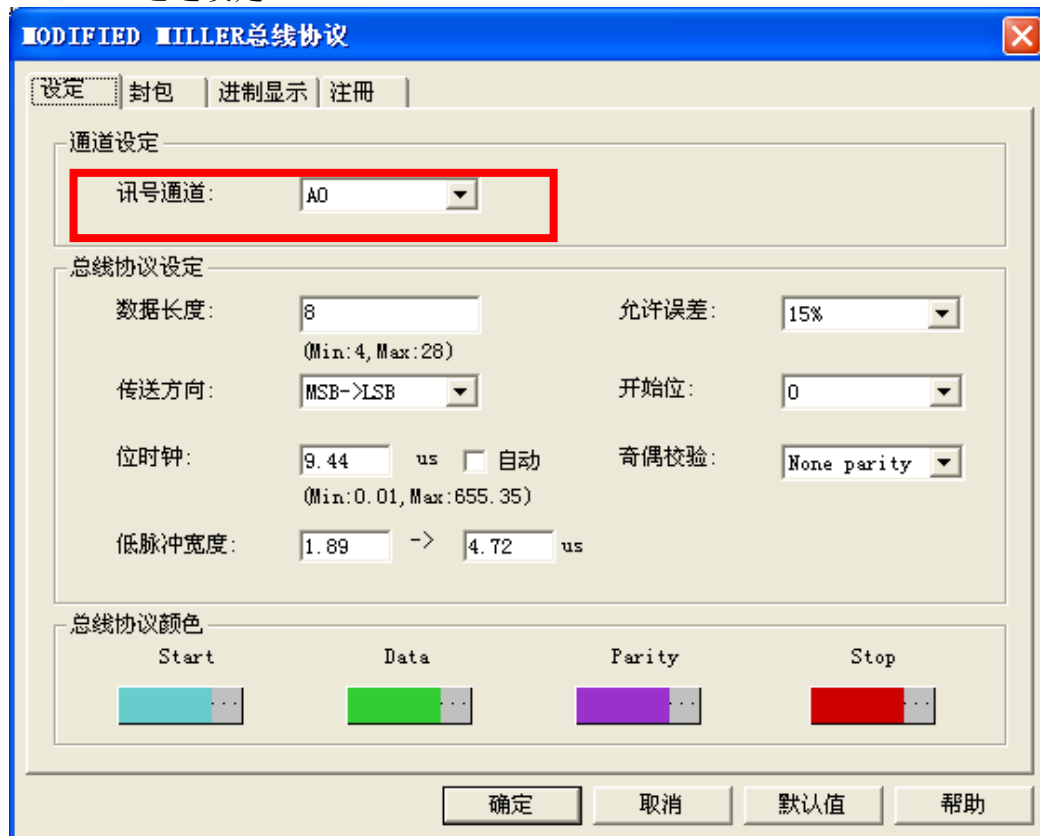 MODIFIED MILLER总线协议
设定 封包 进制显示 注册
通道设定
讯号通道: A0
总线协议设定
数据长度: 8 允许误差: 15%
(Min:4,Max:28)
传送方向: MSB->LSB 开始位: 0
位时钟: 9.44 us 自动 奇偶校验: None parity
(Min:0.01,Max:655.35)
低脉冲宽度: 1.89 -> 4.72 us
总线协议颜色
Start Data Parity Stop
... ... ... ...
确定 取消 默认值 帮助